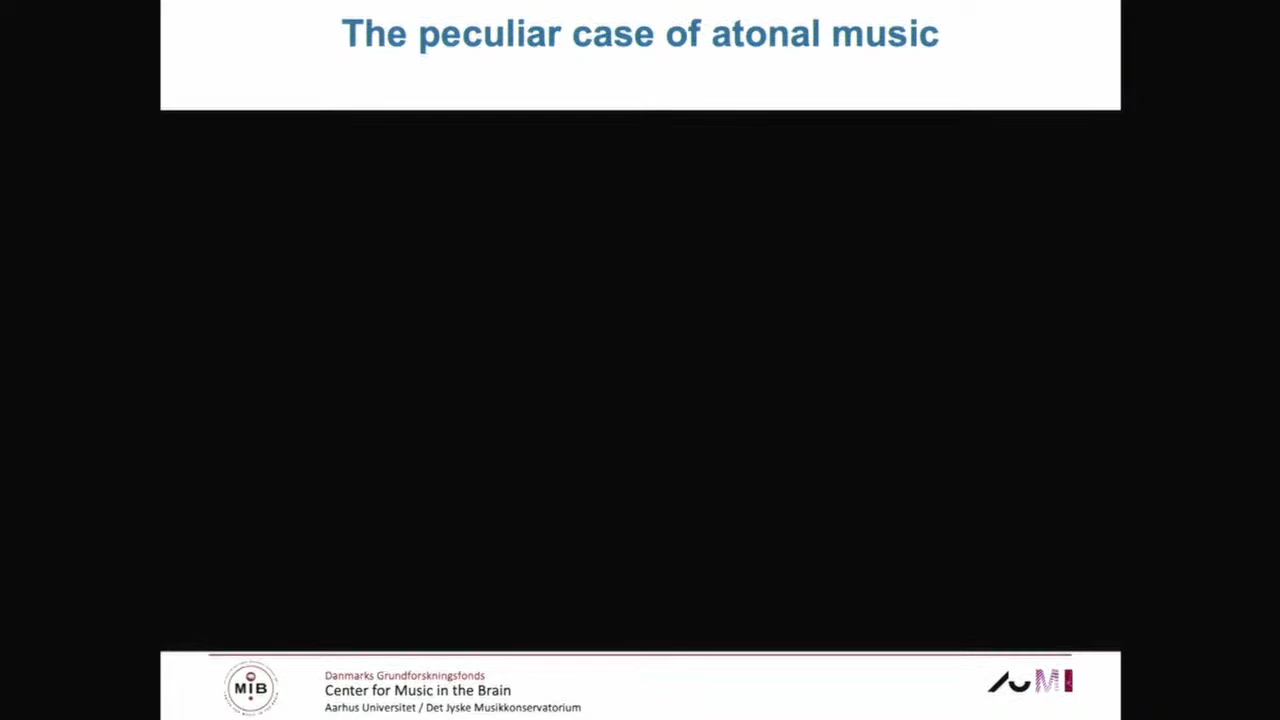 The peculiar case of atonal music
MIB
Danmarks Grundforskningsfonds
Center for Music in the Brain
Aarhus Universitet / Det Jyske Musikkonservatorium